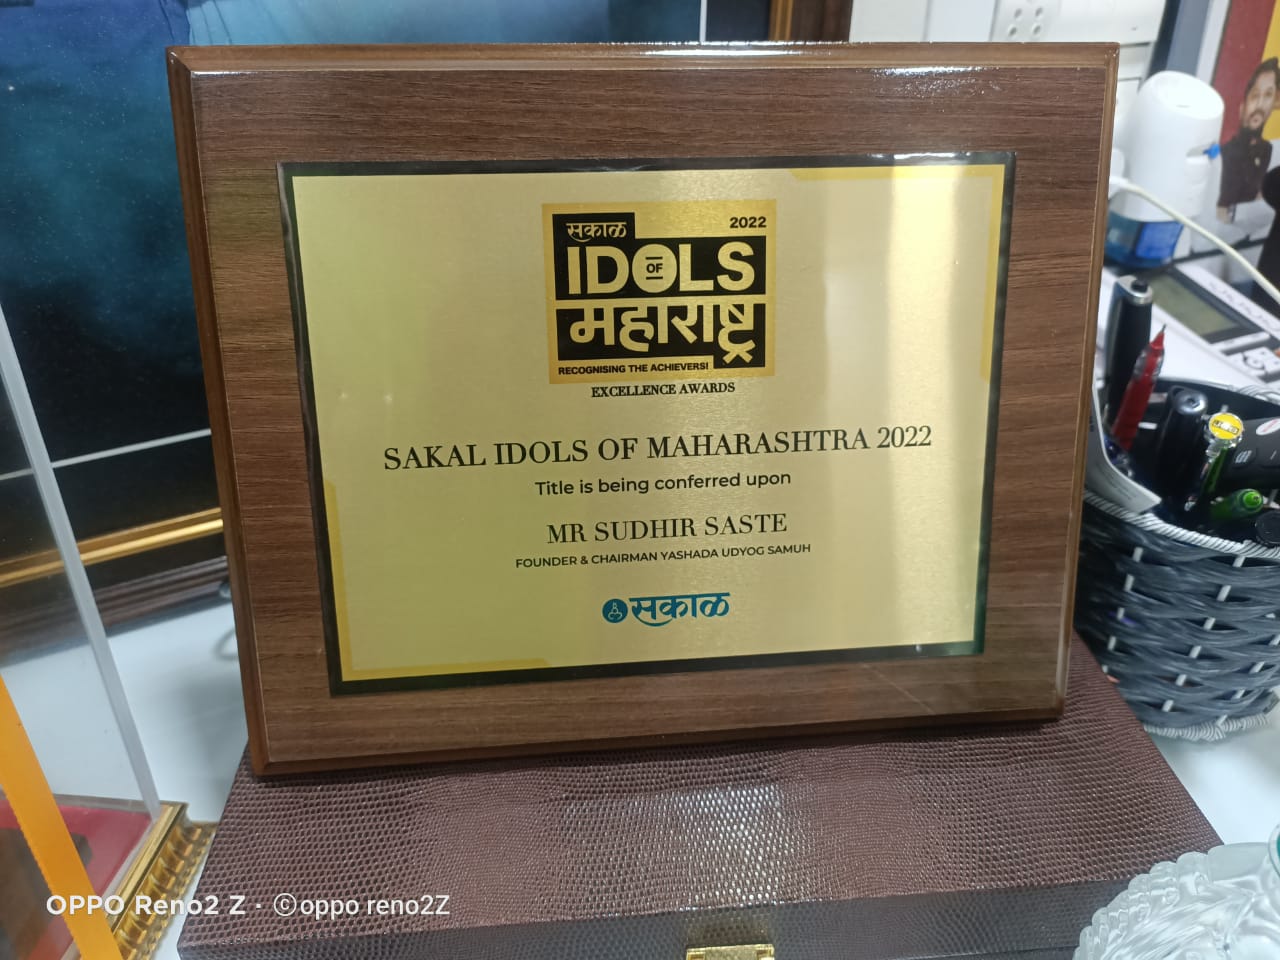 सकाळ
2022
IDOLS
OF
महाराष्ट्र
RECOGNISING THE ACHIEVERS!
EXCELLENCE AWARDS
SAKAL IDOLS OF MAHARASHTRA 2022
Title is being conferred upon
MR SUDHIR SASTE
FOUNDER & CHAIRMAN YASHADA UDYOG SAMUH
सकाळ
OPPO Reno2 Z · ©oppo reno2Z